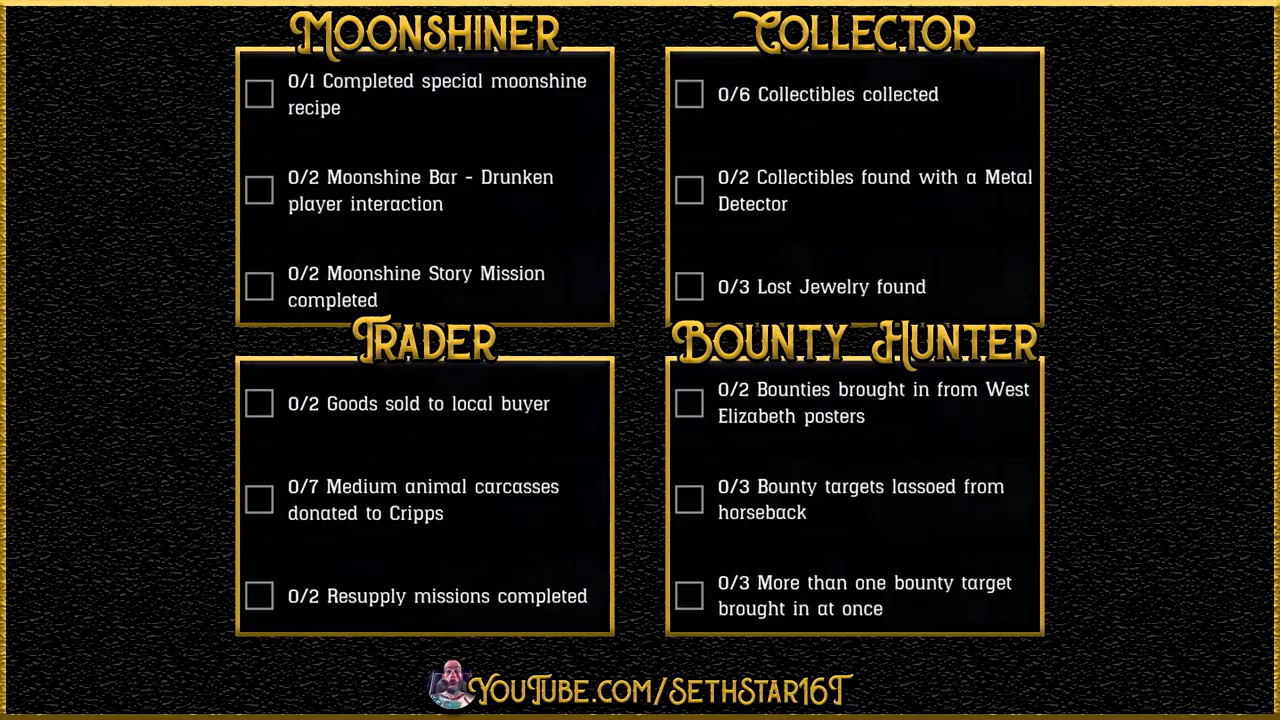 Moonshiner
0/1 Completed special moonshine
recipe
0/2 Moonshine Bar - Drunken
player interaction
0/2 Moonshine Story Mission
completed
Collector
0/6 Collectibles collected
0/2 Collectibles found with a Metal
Detector
0/3 Lost Jewelry found
Trader
0/2 Goods sold to local buyer
0/7 Medium animal carcasses
donated to Cripps
0/2 Resupply missions completed
Bounty Hunter
0/2 Bounties brought in from West
Elizabeth posters
0/3 Bounty targets lassoed from
horseback
0/3 More than one bounty target
brought in at once
YouTube.com/SethStar16T